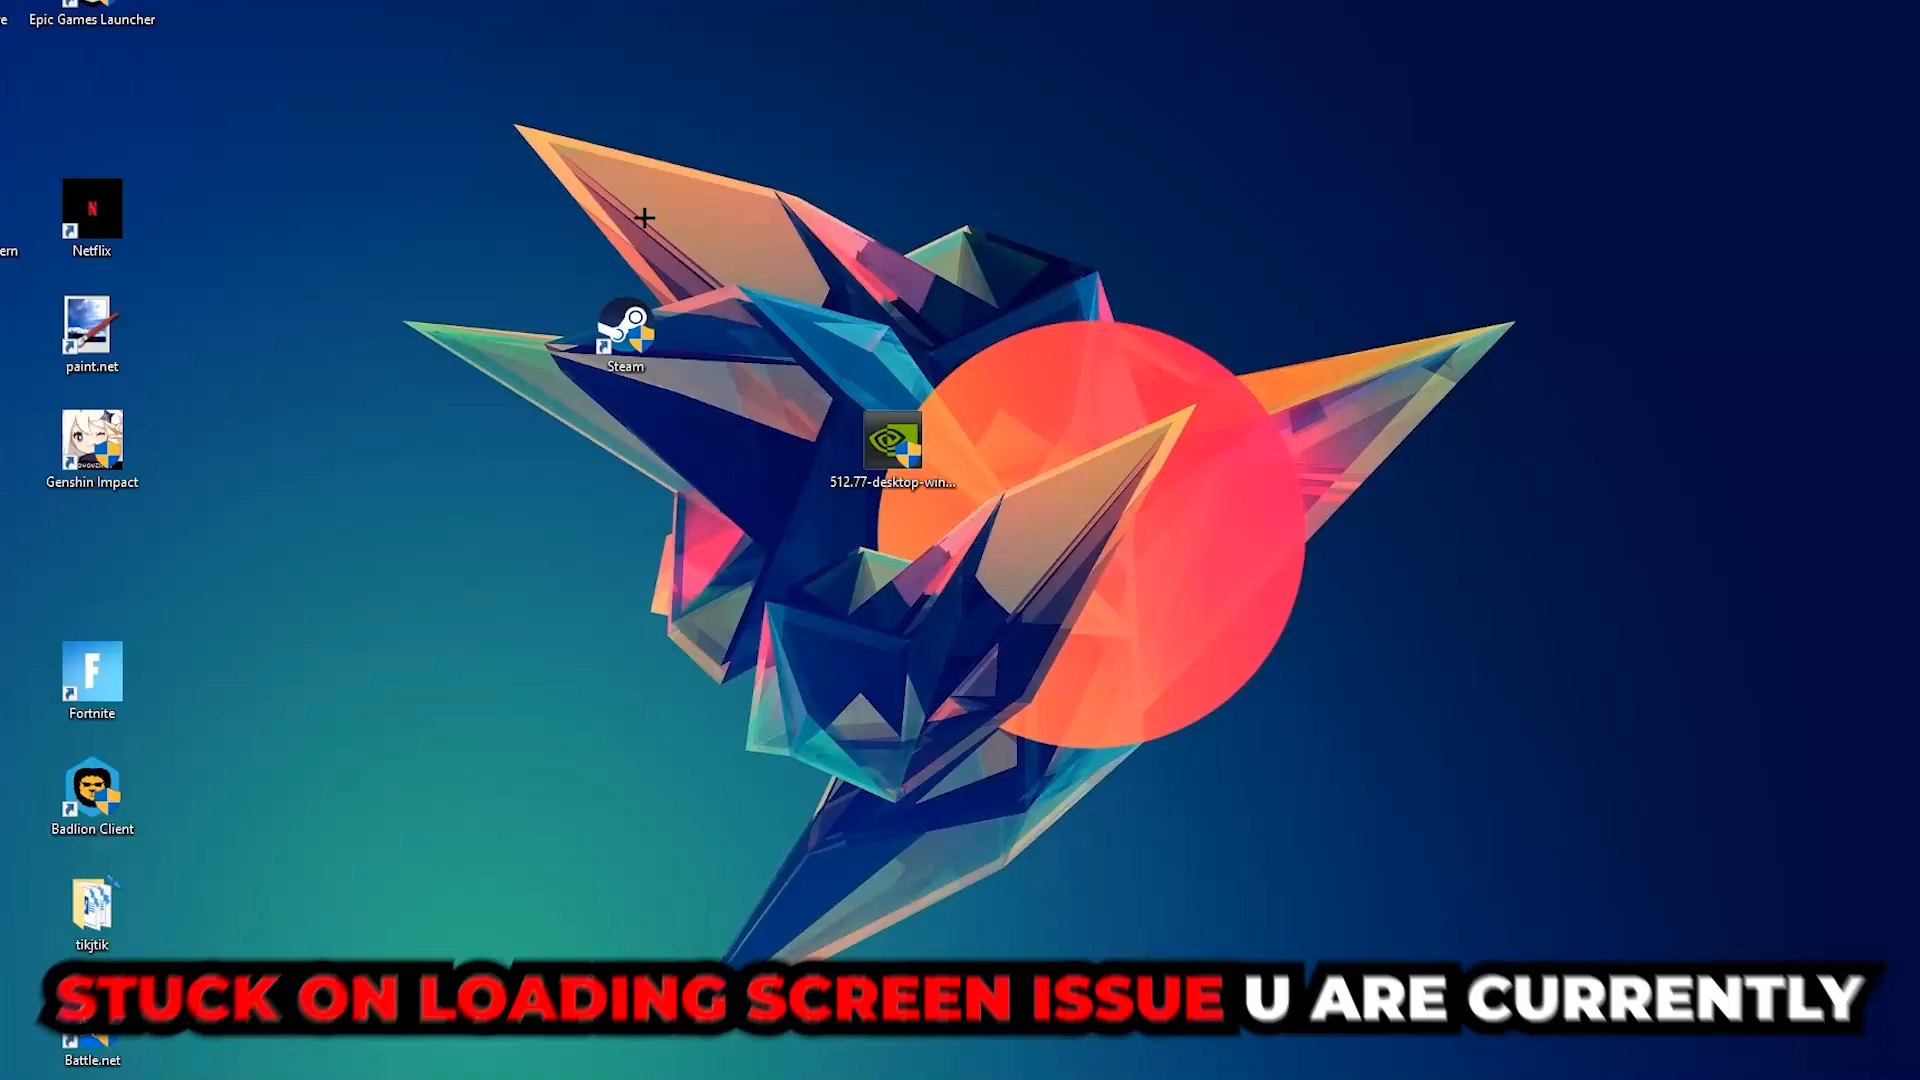 Epic Games Launcher
Netflix
ern
paint.net
Steam
Genshin Impact
512.77-desktop-win...
F
Fortnite
Badlion Client
tikjtik
STUCK ON LOADING SCREEN ISSUE U ARE CURRENTLY
Battle.net